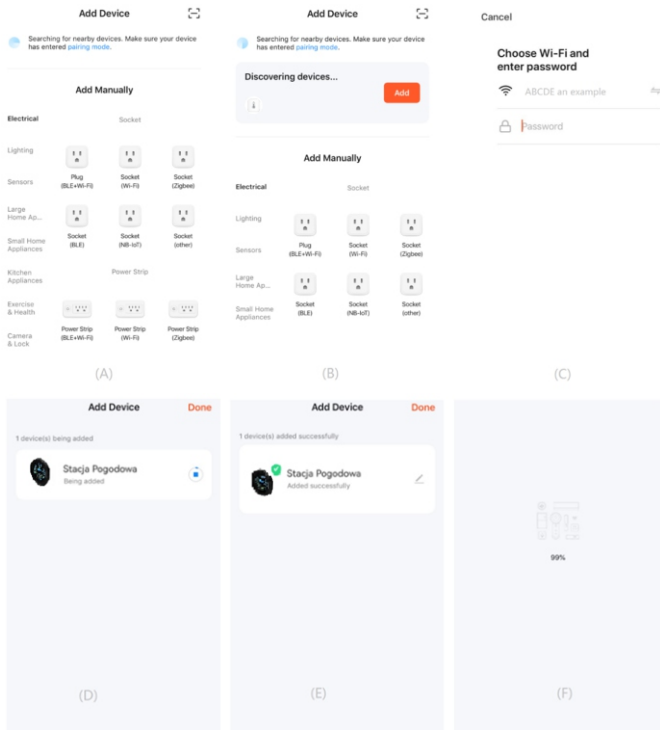 Add Device
Searching for nearby devices. Make sure your device
has entered pairing mode.
Add Manually
Electrical
Socket
Lighting
Plug
(BLE+Wi-Fi)
Socket
(Wi-Fi)
Socket
(Zigbee)
Sensors
Large
Home Ap...
Socket
(BLE)
Socket
(NB-IoT)
Socket
(other)
Small Home
Appliances
Kitchen
Appliances
Power Strip
Exercise
& Health
Power Strip
(BLE+Wi-Fi)
Power Strip
(Wi-Fi)
Power Strip
(Zigbee)
Camera
& Lock
(A)
Add Device
Searching for nearby devices. Make sure your device
has entered pairing mode.
Discovering devices...
Add
Add Manually
Electrical
Socket
Lighting
Plug
(BLE+Wi-Fi)
Socket
(Wi-Fi)
Socket
(Zigbee)
Sensors
Large
Home Ap...
Socket
(BLE)
Socket
(NB-IoT)
Socket
(other)
Small Home
Appliances
(B)
Cancel
Choose Wi-Fi and
enter password
ABCDE an example
Password
(C)
Add Device Done
1 device(s) being added
Stacja Pogodowa
Being added
(D)
Add Device Done
1 device(s) added successfully
Stacja Pogodowa
Added successfully
(E)
99%
(F)